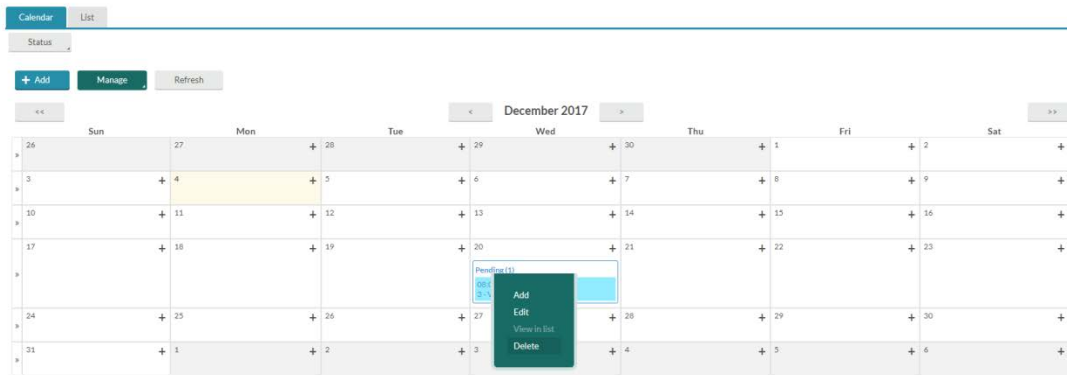 Calendar List
Status
+ Add Manage Refresh
<< < December 2017 > >>
Sun Mon Tue Wed Thu Fri Sat
» 26 27 + 28 + 29 + 30 + 1 + 2 +
» 3 + 4 + 5 + 6 + 7 + 8 + 9 +
» 10 + 11 + 12 + 13 + 14 + 15 + 16 +
» 17 + 18 + 19 + 20 + 21 + 22 + 23 +
Pending (1)
Add
Edit
View in list
Delete
» 24 + 25 + 26 + 27 + 28 + 29 + 30 +
» 31 + 1 + 2 + 3 + 4 + 5 + 6 +